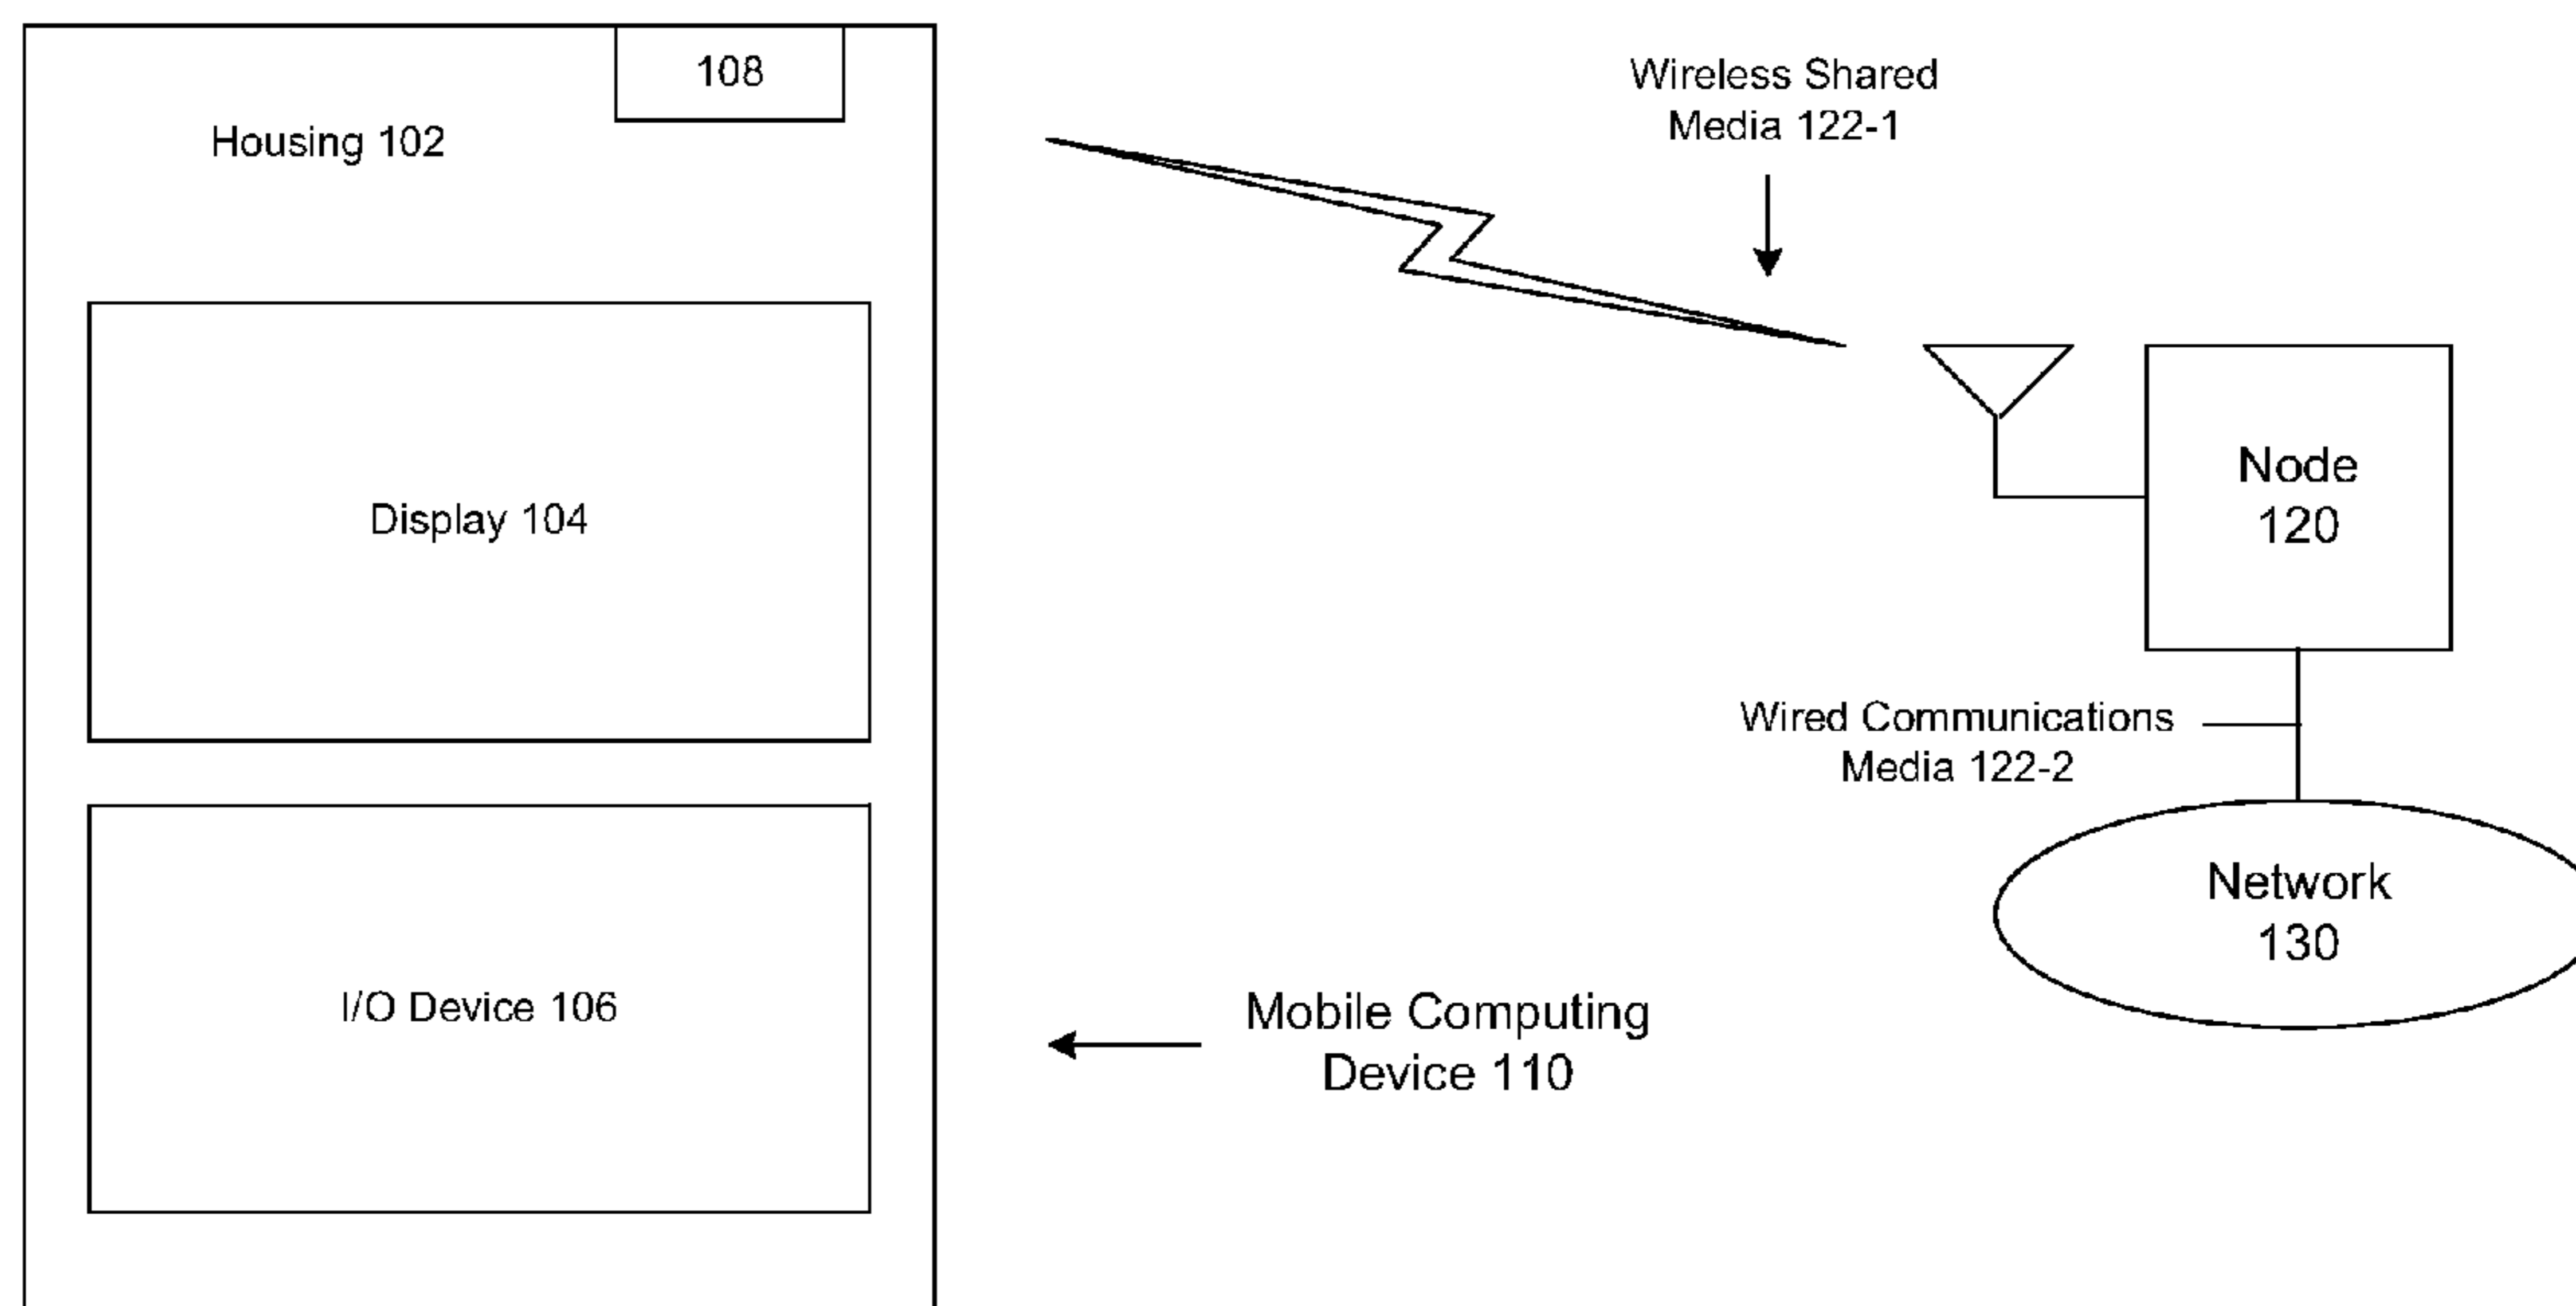 108
Housing 102
Display 104
I/O Device 106
Wireless Shared
Media 122-1
Node
120
Wired Communications
Media 122-2
Network
130
Mobile Computing
Device 110